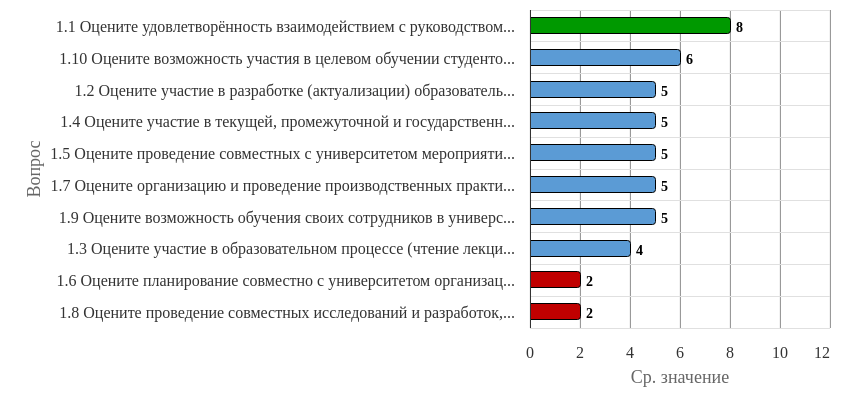 1.1 Оцените удовлетворённость взаимодействием с руководством... 8
1.10 Оцените возможность участия в целевом обучении студенто... 6
1.2 Оцените участие в разработке (актуализации) образователь... 5
1.4 Оцените участие в текущей, промежуточной и государственн... 5
1.5 Оцените проведение совместных с университетом мероприяти... 5
1.7 Оцените организацию и проведение производственных практи... 5
1.9 Оцените возможность обучения своих сотрудников в универс... 5
1.3 Оцените участие в образовательном процессе (чтение лекци... 4
1.6 Оцените планирование совместно с университетом организац... 2
1.8 Оцените проведение совместных исследований и разработок,... 2
Вопрос
0 2 4 6 8 10 12
Ср. значение